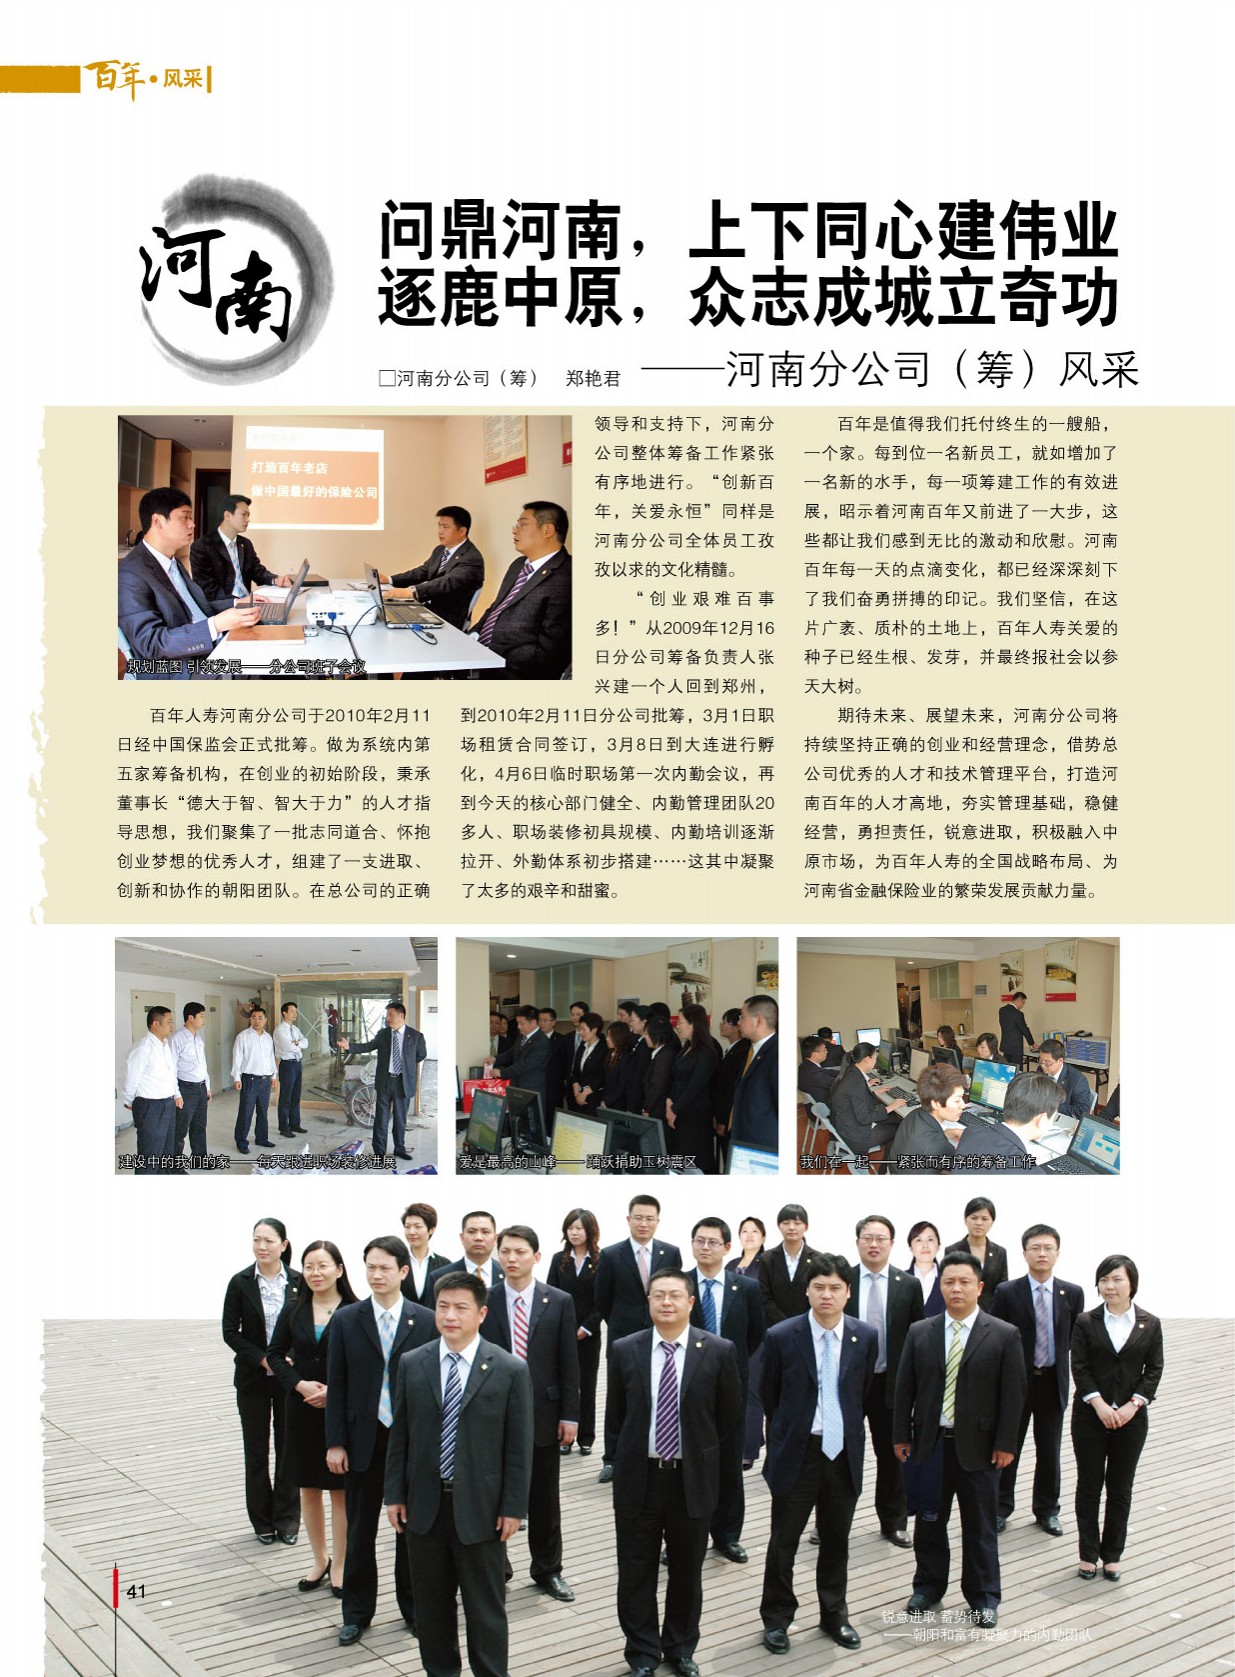 百年·风采
河南
问鼎河南，上下同心建伟业
逐鹿中原，众志成城立奇功
——河南分公司（筹）风采
□河南分公司（筹） 郑艳君
打造百年老店
做中国最好的保险公司
规划蓝图 引领发展——分公司班子会议
百年人寿河南分公司于2010年2月11
日经中国保监会正式批筹。做为系统内第
五家筹备机构，在创业的初始阶段，秉承
董事长“德大于智、智大于力”的人才指
导思想，我们聚集了一批志同道合、怀抱
创业梦想的优秀人才，组建了一支进取、
创新和协作的朝阳团队。在总公司的正确
领导和支持下，河南分
公司整体筹备工作紧张
有序地进行。“创新百
年，关爱永恒”同样是
河南分公司全体员工孜
孜以求的文化精髓。
“创业艰难百事
多！”从2009年12月16
日分公司筹备负责人张
兴建一个人回到郑州，
到2010年2月11日分公司批筹，3月1日职
场租赁合同签订，3月8日到大连进行孵
化，4月6日临时职场第一次内勤会议，再
到今天的核心部门健全、内勤管理团队20
多人、职场装修初具规模、内勤培训逐渐
拉开、外勤体系初步搭建……这其中凝聚
了太多的艰辛和甜蜜。
百年是值得我们托付终生的一艘船，
一个家。每到位一名新员工，就如增加了
一名新的水手，每一项筹建工作的有效进
展，昭示着河南百年又前进了一大步，这
些都让我们感到无比的激动和欣慰。河南
百年每一天的点滴变化，都已经深深刻下
了我们奋勇拼搏的印记。我们坚信，在这
片广袤、质朴的土地上，百年人寿关爱的
种子已经生根、发芽，并最终报社会以参
天大树。
期待未来、展望未来，河南分公司将
持续坚持正确的创业和经营理念，借势总
公司优秀的人才和技术管理平台，打造河
南百年的人才高地，夯实管理基础，稳健
经营，勇担责任，锐意进取，积极融入中
原市场，为百年人寿的全国战略布局、为
河南省金融保险业的繁荣发展贡献力量。
建设中的我们的家——每天跟进职场装修进展
爱是最高的山峰——踊跃捐助玉树震区
我们在一起——紧张而有序的筹备工作
锐意进取 蓄势待发
——朝阳和富有凝聚力的内勤团队
41